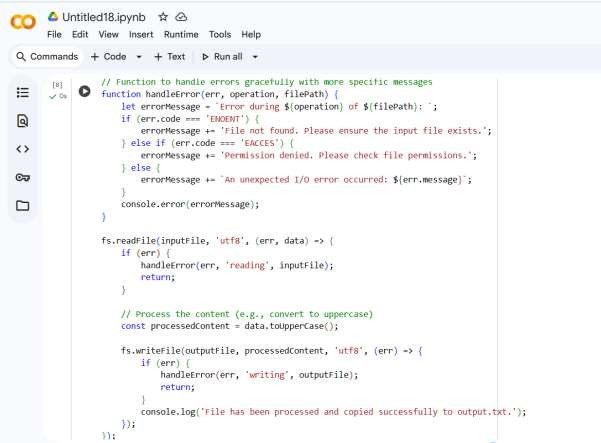 Untitled18.ipynb
File Edit View Insert Runtime Tools Help
Commands + Code + Text Run all
[8]
0s
// Function to handle errors gracefully with more specific messages
function handleError(err, operation, filePath) {
let errorMessage = `Error during ${operation} of ${filePath}: `;
if (err.code === 'ENOENT') {
errorMessage += 'File not found. Please ensure the input file exists.';
} else if (err.code === 'EACCES') {
errorMessage += 'Permission denied. Please check file permissions.';
} else {
errorMessage += `An unexpected I/O error occurred: ${err.message}`;
}
console.error(errorMessage);
}
fs.readFile(inputFile, 'utf8', (err, data) => {
if (err) {
handleError(err, 'reading', inputFile);
return;
}
// Process the content (e.g., convert to uppercase)
const processedContent = data.toUpperCase();
fs.writeFile(outputFile, processedContent, 'utf8', (err) => {
if (err) {
handleError(err, 'writing', outputFile);
return;
}
console.log('File has been processed and copied successfully to output.txt.');
});
});